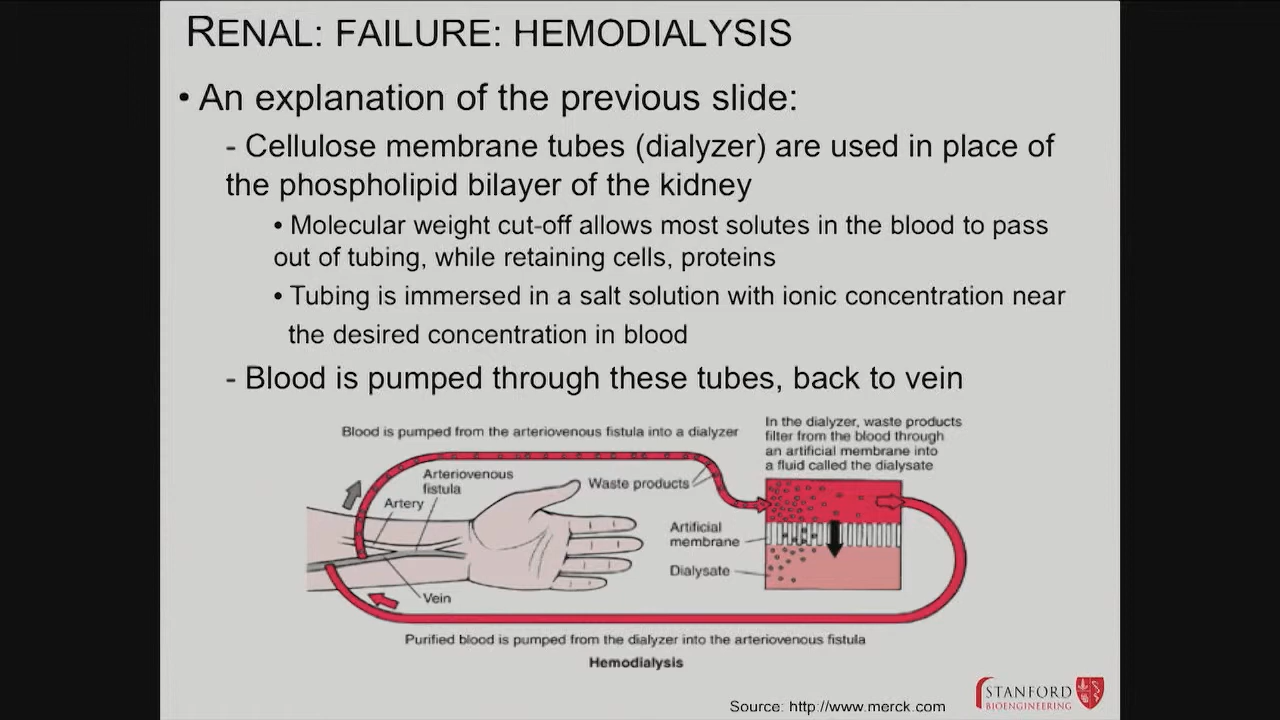 RENAL: FAILURE: HEMODIALYSIS
• An explanation of the previous slide:
- Cellulose membrane tubes (dialyzer) are used in place of
the phospholipid bilayer of the kidney
• Molecular weight cut-off allows most solutes in the blood to pass
out of tubing, while retaining cells, proteins
• Tubing is immersed in a salt solution with ionic concentration near
the desired concentration in blood
- Blood is pumped through these tubes, back to vein
Blood is pumped from the arteriovenous fistula into a dialyzer
In the dialyzer, waste products
filter from the blood through
an artificial membrane into
a fluid called the dialysate
Arteriovenous
fistula
Artery
Waste products
Artificial
membrane
Dialysate
Vein
Purified blood is pumped from the dialyzer into the arteriovenous fistula
Hemodialysis
Source: http://www.merck.com
STANFORD
BIOENGINEERING